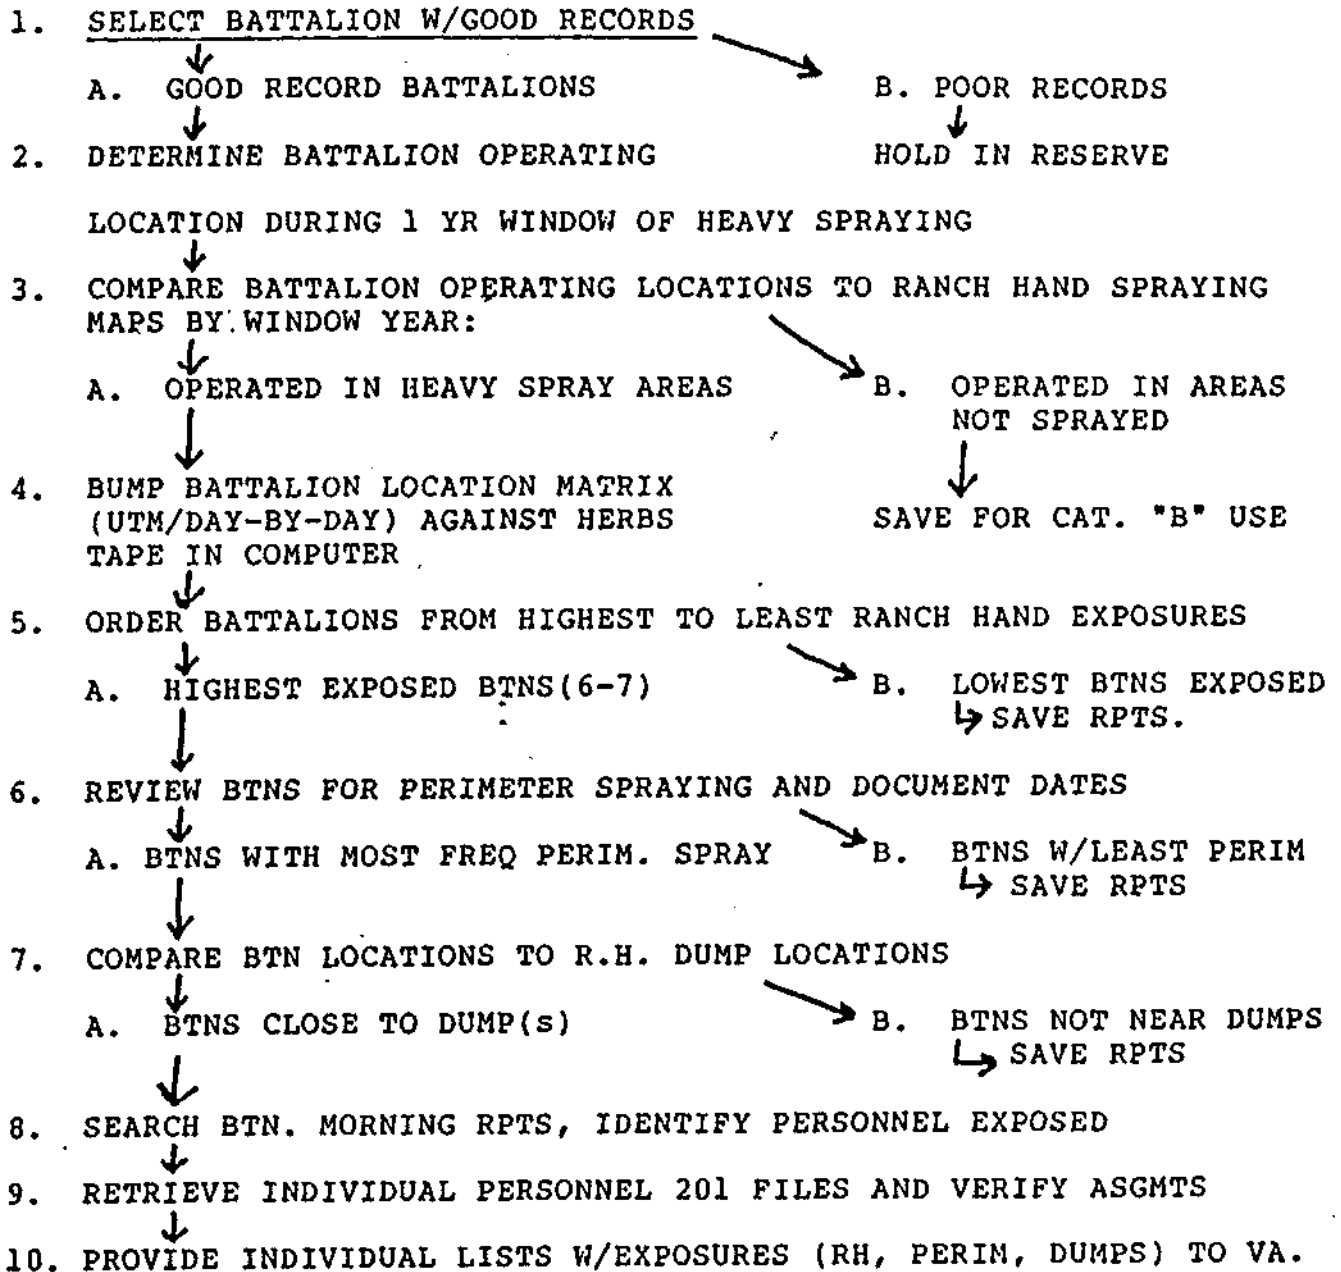 1. SELECT BATTALION W/GOOD RECORDS
A. GOOD RECORD BATTALIONS
B. POOR RECORDS
2. DETERMINE BATTALION OPERATING
HOLD IN RESERVE
LOCATION DURING 1 YR WINDOW OF HEAVY SPRAYING
3. COMPARE BATTALION OPERATING LOCATIONS TO RANCH HAND SPRAYING
MAPS BY WINDOW YEAR:
A. OPERATED IN HEAVY SPRAY AREAS
B. OPERATED IN AREAS
NOT SPRAYED
4. BUMP BATTALION LOCATION MATRIX
(UTM/DAY-BY-DAY) AGAINST HERBS
TAPE IN COMPUTER
SAVE FOR CAT. "B" USE
5. ORDER BATTALIONS FROM HIGHEST TO LEAST RANCH HAND EXPOSURES
A. HIGHEST EXPOSED BTNS(6-7)
B. LOWEST BTNS EXPOSED
SAVE RPTS.
6. REVIEW BTNS FOR PERIMETER SPRAYING AND DOCUMENT DATES
A. BTNS WITH MOST FREQ PERIM. SPRAY
B. BTNS W/LEAST PERIM
SAVE RPTS
7. COMPARE BTN LOCATIONS TO R.H. DUMP LOCATIONS
A. BTNS CLOSE TO DUMP(s)
B. BTNS NOT NEAR DUMPS
SAVE RPTS
8. SEARCH BTN. MORNING RPTS, IDENTIFY PERSONNEL EXPOSED
9. RETRIEVE INDIVIDUAL PERSONNEL 201 FILES AND VERIFY ASGMTS
10. PROVIDE INDIVIDUAL LISTS W/EXPOSURES (RH, PERIM, DUMPS) TO VA.